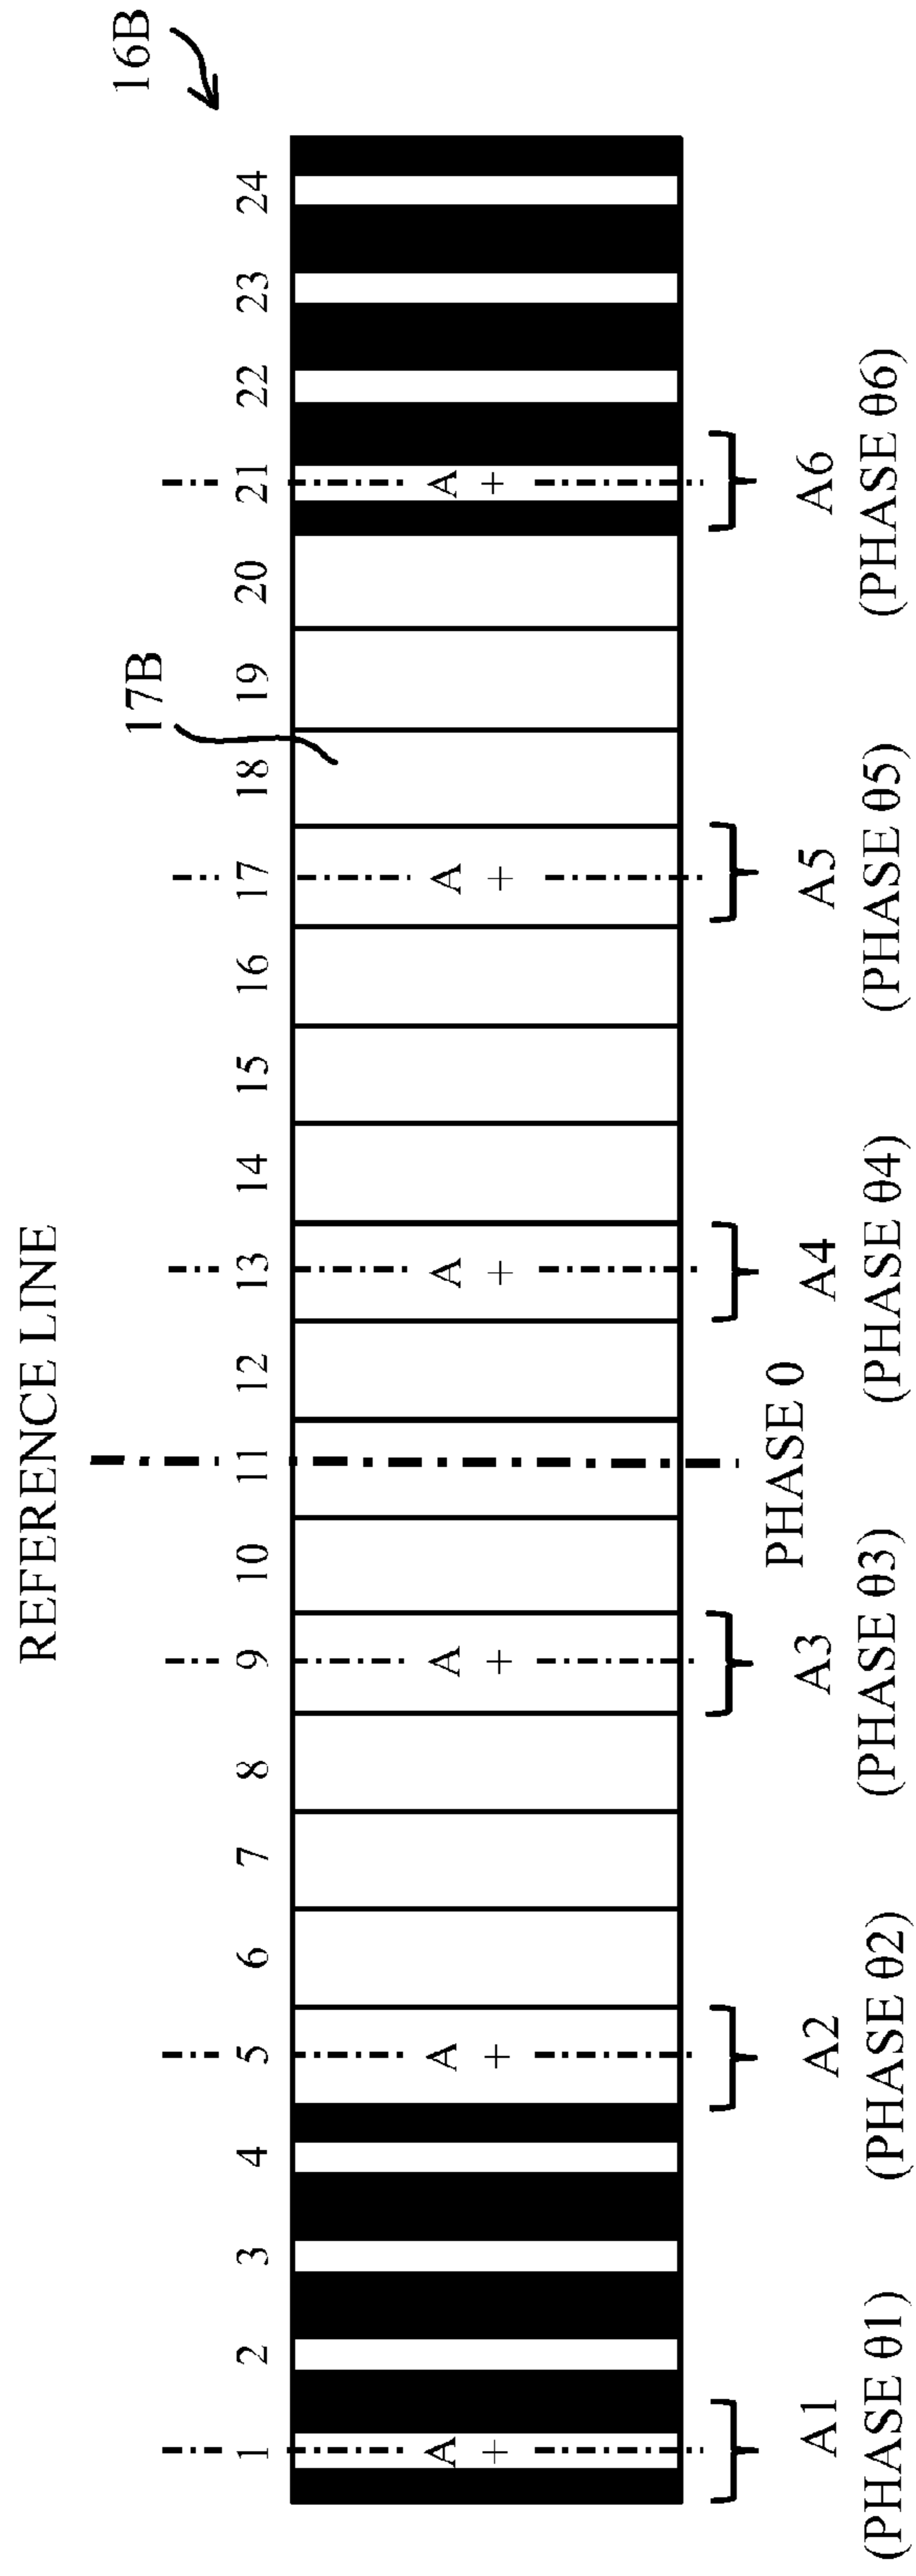 16B
REFERENCE LINE
17B
1 2 3 4 5 6 7 8 9 10 11 12 13 14 15 16 17 18 19 20 21 22 23 24
A A A A A A
+ + + + + +
PHASE 0
A1 A2 A3 A4 A5 A6
(PHASE θ1) (PHASE θ2) (PHASE θ3) (PHASE θ4) (PHASE θ5) (PHASE θ6)